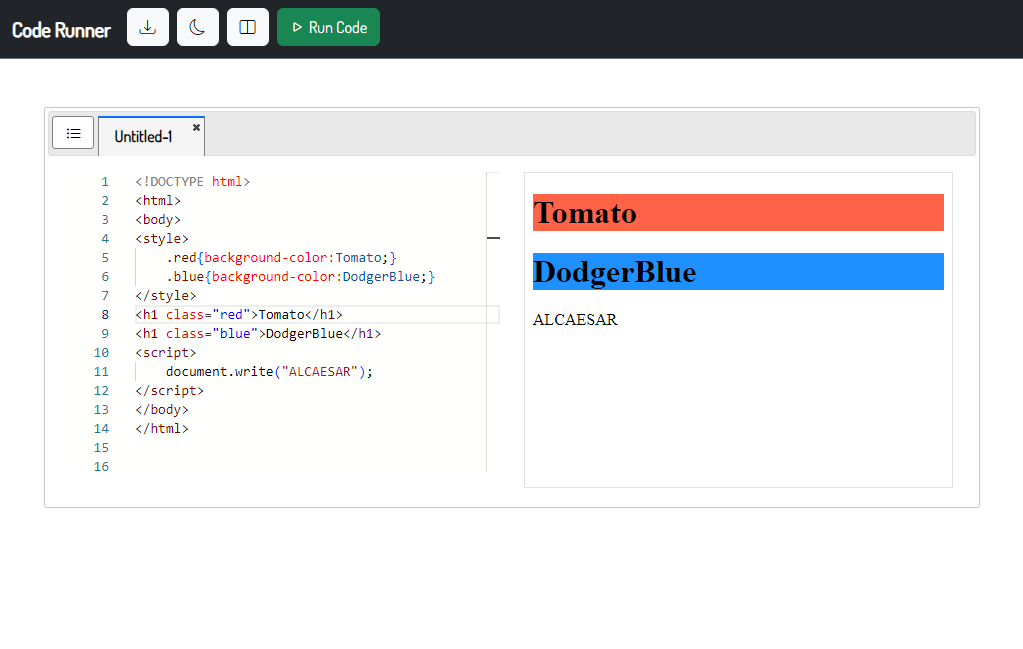 Code Runner
Run Code
Untitled-1
1 <!DOCTYPE html>
2 <html>
3 <body>
4 <style>
5     .red{background-color:Tomato;}
6     .blue{background-color:DodgerBlue;}
7 </style>
8 <h1 class="red">Tomato</h1>
9 <h1 class="blue">DodgerBlue</h1>
10 <script>
11     document.write("ALCAESAR");
12 </script>
13 </body>
14 </html>
15
16
Tomato
DodgerBlue
ALCAESAR